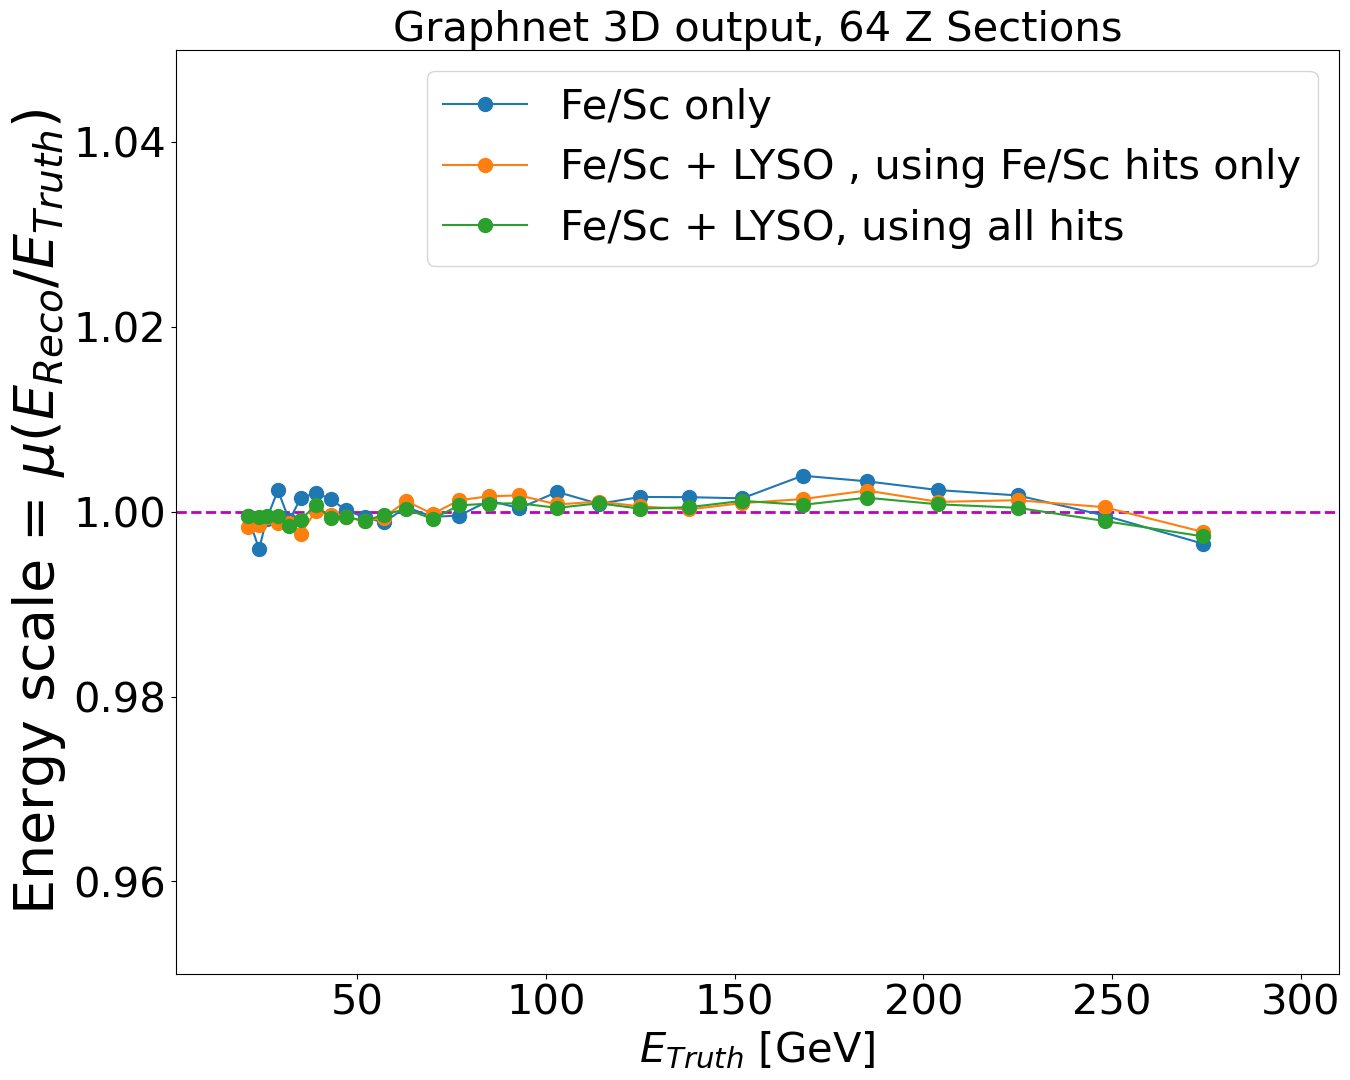 Graphnet 3D output, 64 Z Sections
Fe/Sc only
Fe/Sc + LYSO , using Fe/Sc hits only
Fe/Sc + LYSO, using all hits
Energy scale = μ(E_Reco/E_Truth)
1.04
1.02
1.00
0.98
0.96
50 100 150 200 250 300
E_Truth [GeV]